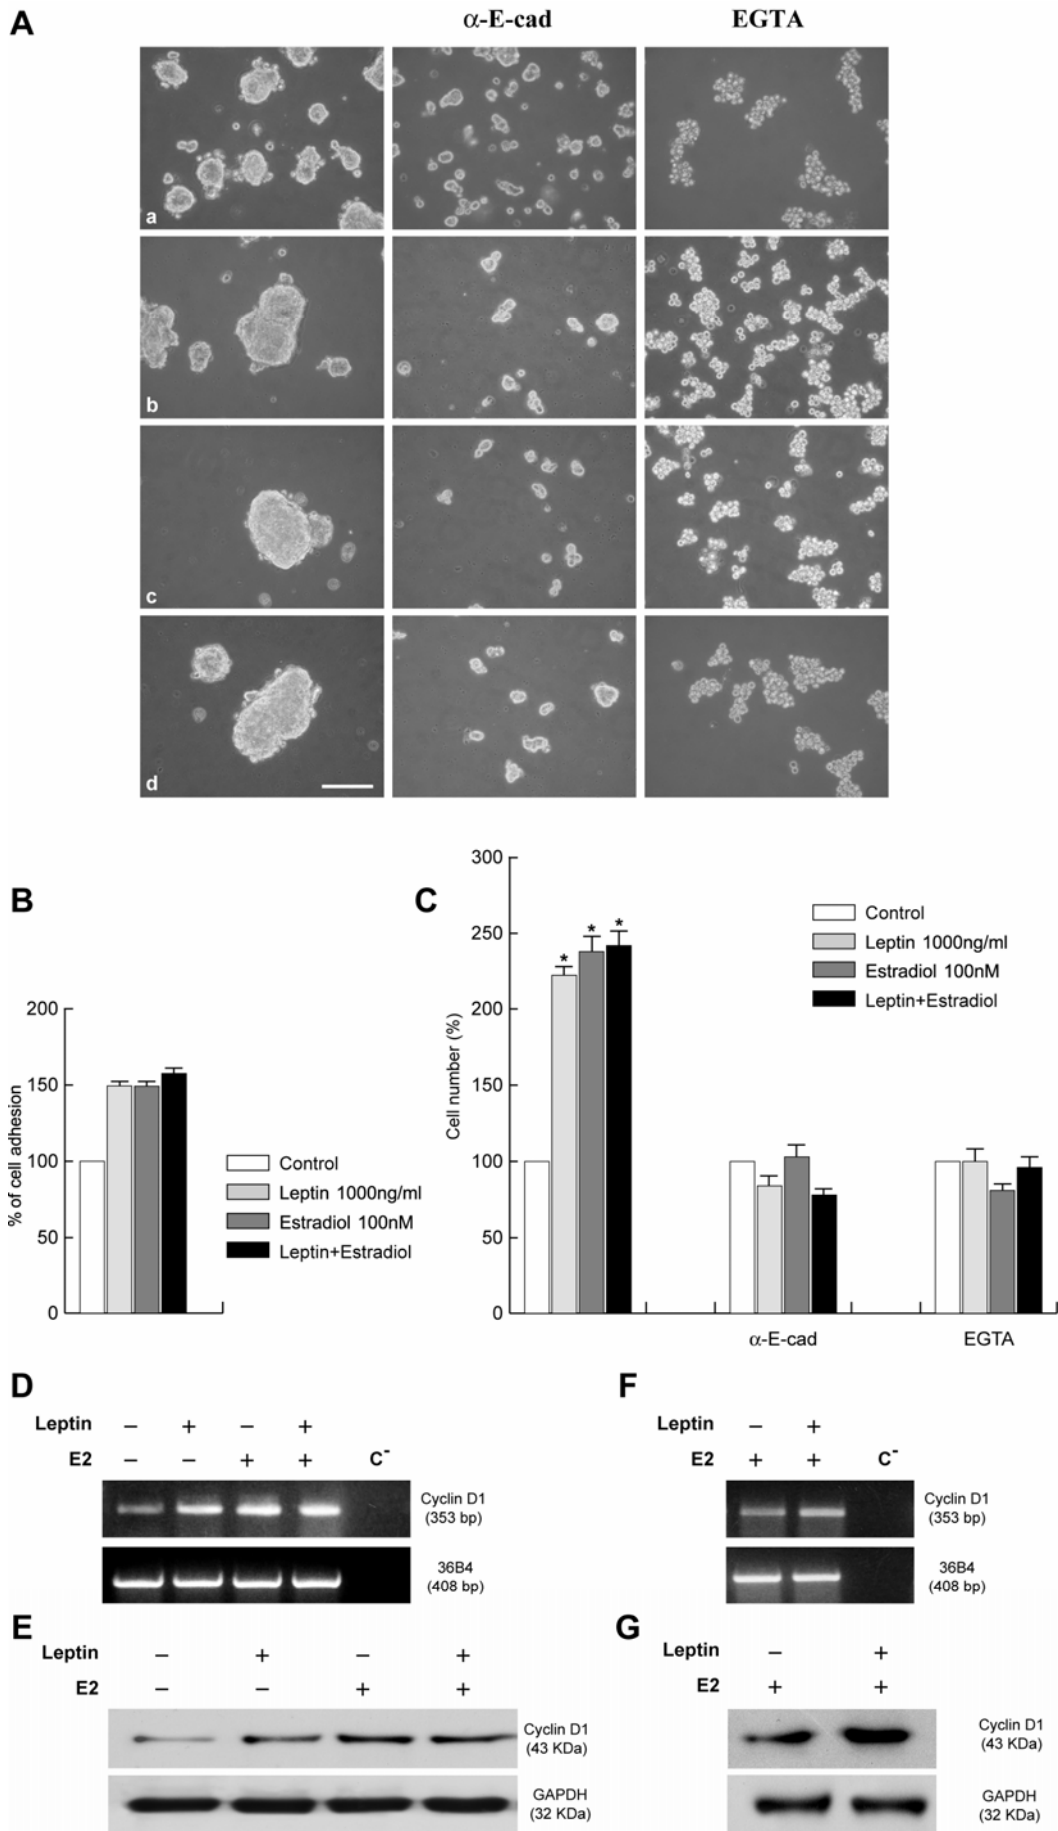 A
α-E-cad EGTA
a
b
c
d
B
200
150
100
50
0
% of cell adhesion
Control
Leptin 1000ng/ml
Estradiol 100nM
Leptin+Estradiol
C
300
250
200
150
100
50
0
Cell number (%)
* * *
Control
Leptin 1000ng/ml
Estradiol 100nM
Leptin+Estradiol
α-E-cad EGTA
D
Leptin − + − +
E2 − − + + C-
Cyclin D1
(353 bp)
36B4
(408 bp)
F
Leptin − +
E2 + + C-
Cyclin D1
(353 bp)
36B4
(408 bp)
E
Leptin − + − +
E2 − − + +
Cyclin D1
(43 KDa)
GAPDH
(32 KDa)
G
Leptin − +
E2 + +
Cyclin D1
(43 KDa)
GAPDH
(32 KDa)